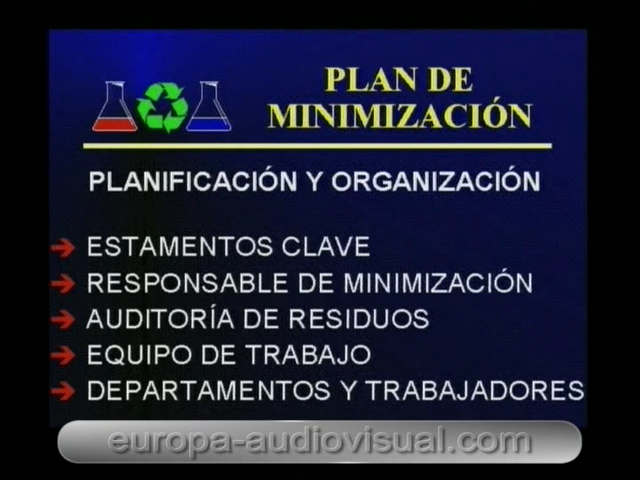 PLAN DE
MINIMIZACIÓN
PLANIFICACIÓN Y ORGANIZACIÓN
ESTAMENTOS CLAVE
RESPONSABLE DE MINIMIZACIÓN
AUDITORÍA DE RESIDUOS
EQUIPO DE TRABAJO
DEPARTAMENTOS Y TRABAJADORES
europa-audiovisual.com